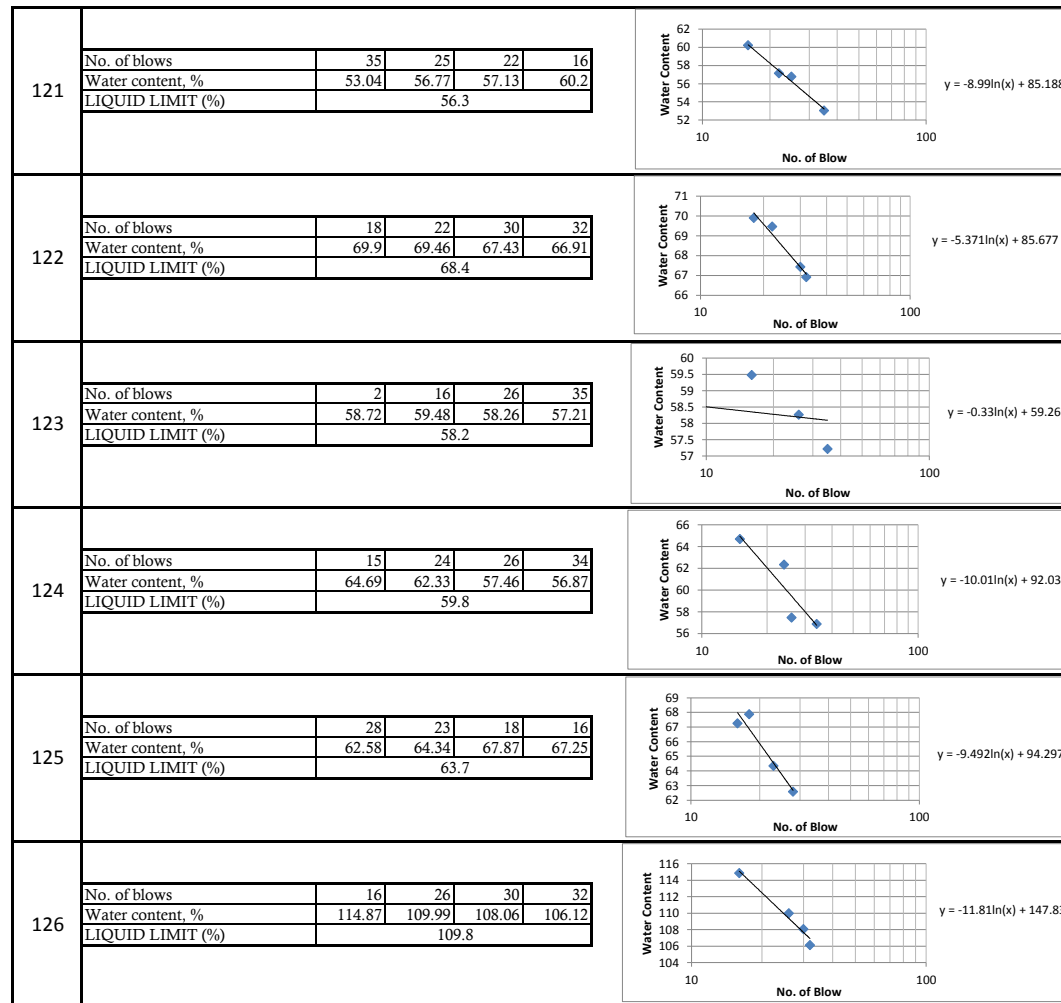 121
No. of blows 35 25 22 16
Water content, % 53.04 56.77 57.13 60.2
LIQUID LIMIT (%) 56.3
62
60
58
56
54
52
10 100
Water Content
No. of Blow
y = -8.99ln(x) + 85.188
122
No. of blows 18 22 30 32
Water content, % 69.9 69.46 67.43 66.91
LIQUID LIMIT (%) 68.4
71
70
69
68
67
66
10 100
Water Content
No. of Blow
y = -5.371ln(x) + 85.677
123
No. of blows 2 16 26 35
Water content, % 58.72 59.48 58.26 57.21
LIQUID LIMIT (%) 58.2
60
59.5
59
58.5
58
57.5
57
10 100
Water Content
No. of Blow
y = -0.33ln(x) + 59.26
124
No. of blows 15 24 26 34
Water content, % 64.69 62.33 57.46 56.87
LIQUID LIMIT (%) 59.8
66
64
62
60
58
56
10 100
Water Content
No. of Blow
y = -10.01ln(x) + 92.03
125
No. of blows 28 23 18 16
Water content, % 62.58 64.34 67.87 67.25
LIQUID LIMIT (%) 63.7
69
68
67
66
65
64
63
62
10 100
Water Content
No. of Blow
y = -9.492ln(x) + 94.297
126
No. of blows 16 26 30 32
Water content, % 114.87 109.99 108.06 106.12
LIQUID LIMIT (%) 109.8
116
114
112
110
108
106
104
10 100
Water Content
No. of Blow
y = -11.81ln(x) + 147.83